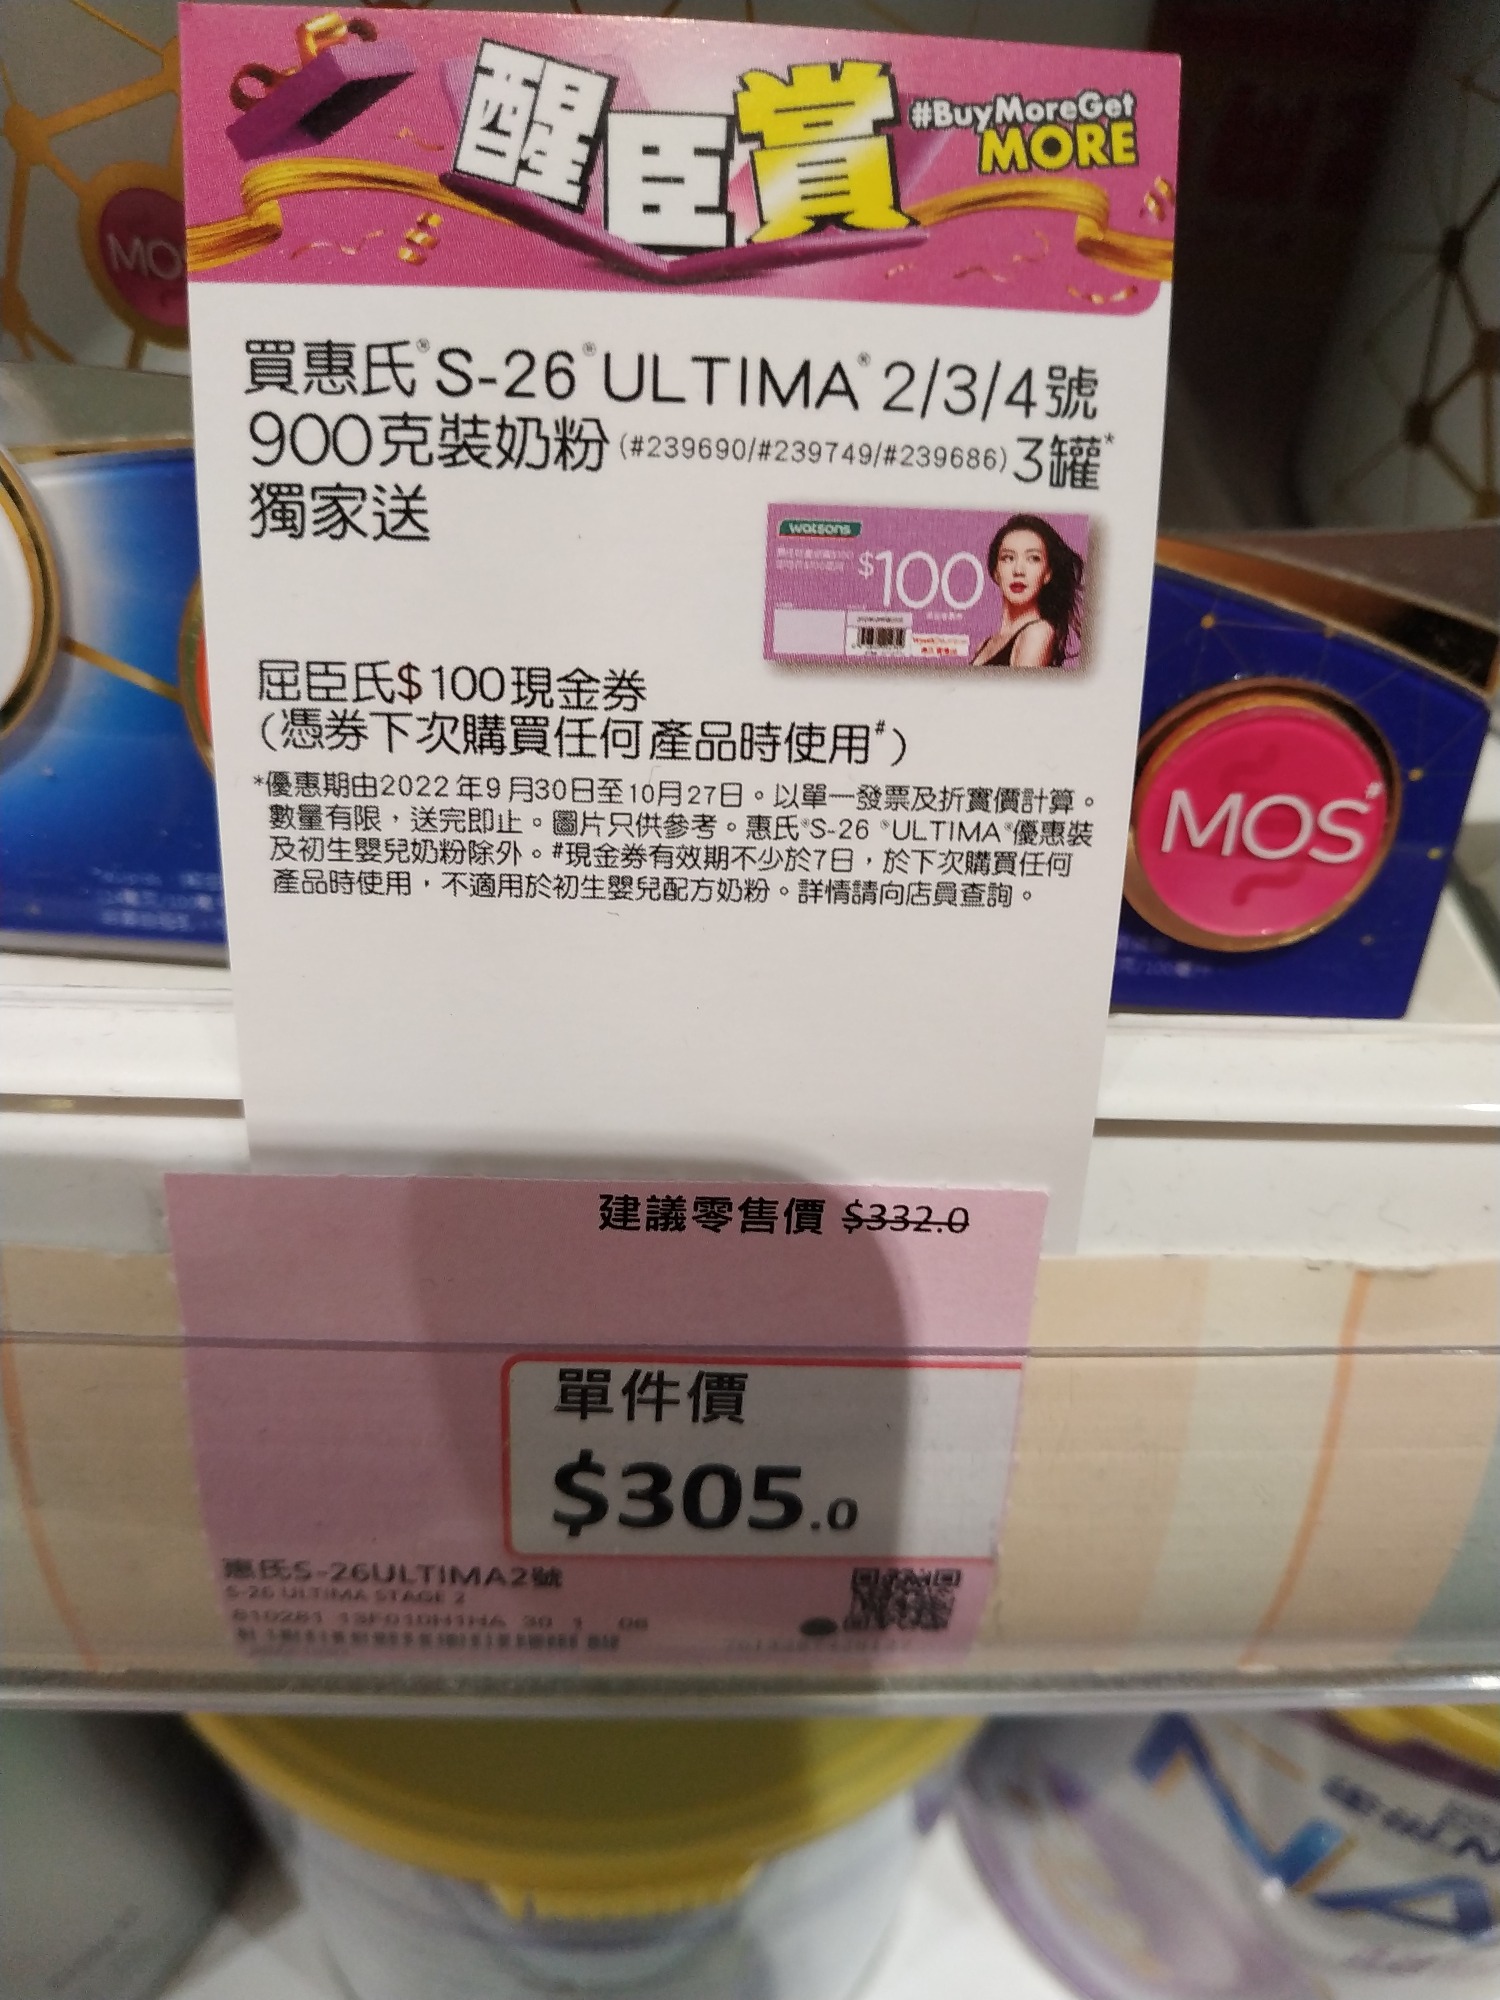 醒臣賞
#BuyMoreGet
MORE
MOS
買惠氏®S-26®ULTIMA®2/3/4號
900克裝奶粉(#239690/#239749/#239686)3罐*
獨家送
watsons
$100
屈臣氏$100現金券
(憑券下次購買任何產品時使用#)
*優惠期由2022年9月30日至10月27日。以單一發票及折實價計算。
數量有限，送完即止。圖片只供參考。惠氏®S-26®ULTIMA®優惠裝
及初生嬰兒奶粉除外。#現金券有效期不少於7日，於下次購買任何
產品時使用，不適用於初生嬰兒配方奶粉。詳情請向店員查詢。
MOS#
建議零售價 $332.0
單件價
$305.0
惠氏S-26ULTIMA2號
S-26 ULTIMA STAGE 2